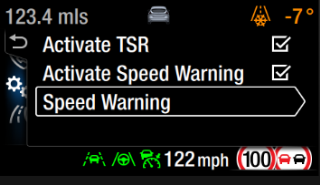 123.4 mls -7°
Activate TSR
Activate Speed Warning
Speed Warning
122 mph 100